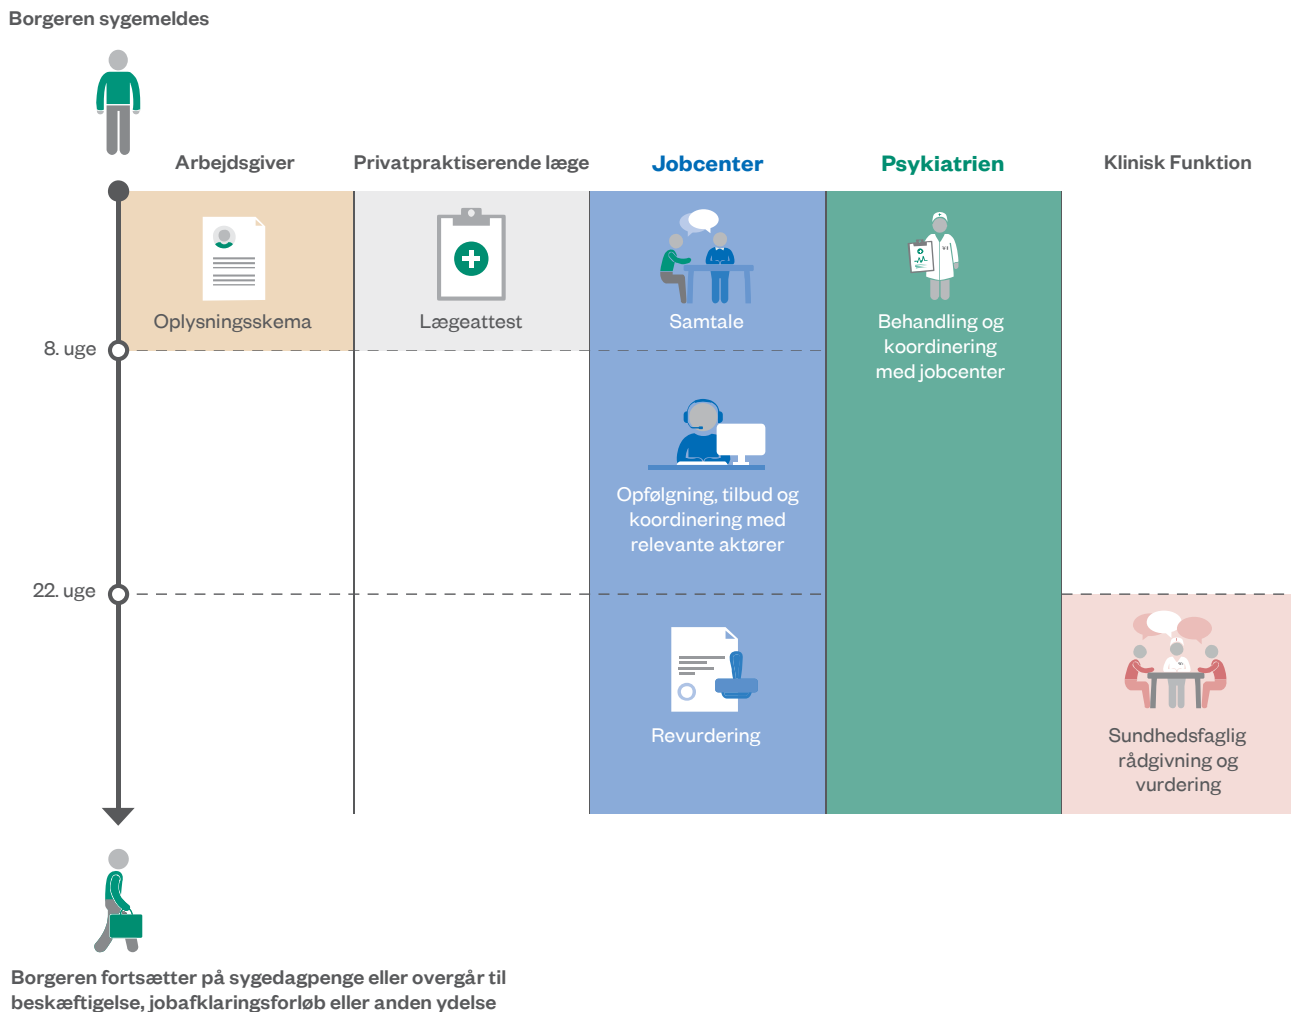 Borgeren sygemeldes
Arbejdsgiver
Privatpraktiserende læge
Jobcenter
Psykiatrien
Klinisk Funktion
Oplysningsskema
Lægeattest
Samtale
Behandling og
koordinering
med jobcenter
8. uge
Opfølgning, tilbud og
koordinering med
relevante aktører
22. uge
Revurdering
Sundhedsfaglig
rådgivning og
vurdering
Borgeren fortsætter på sygedagpenge eller overgår til
beskæftigelse, jobafklaringsforløb eller anden ydelse